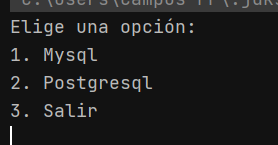 Elige una opción:
1. Mysql
2. Postgresql
3. Salir